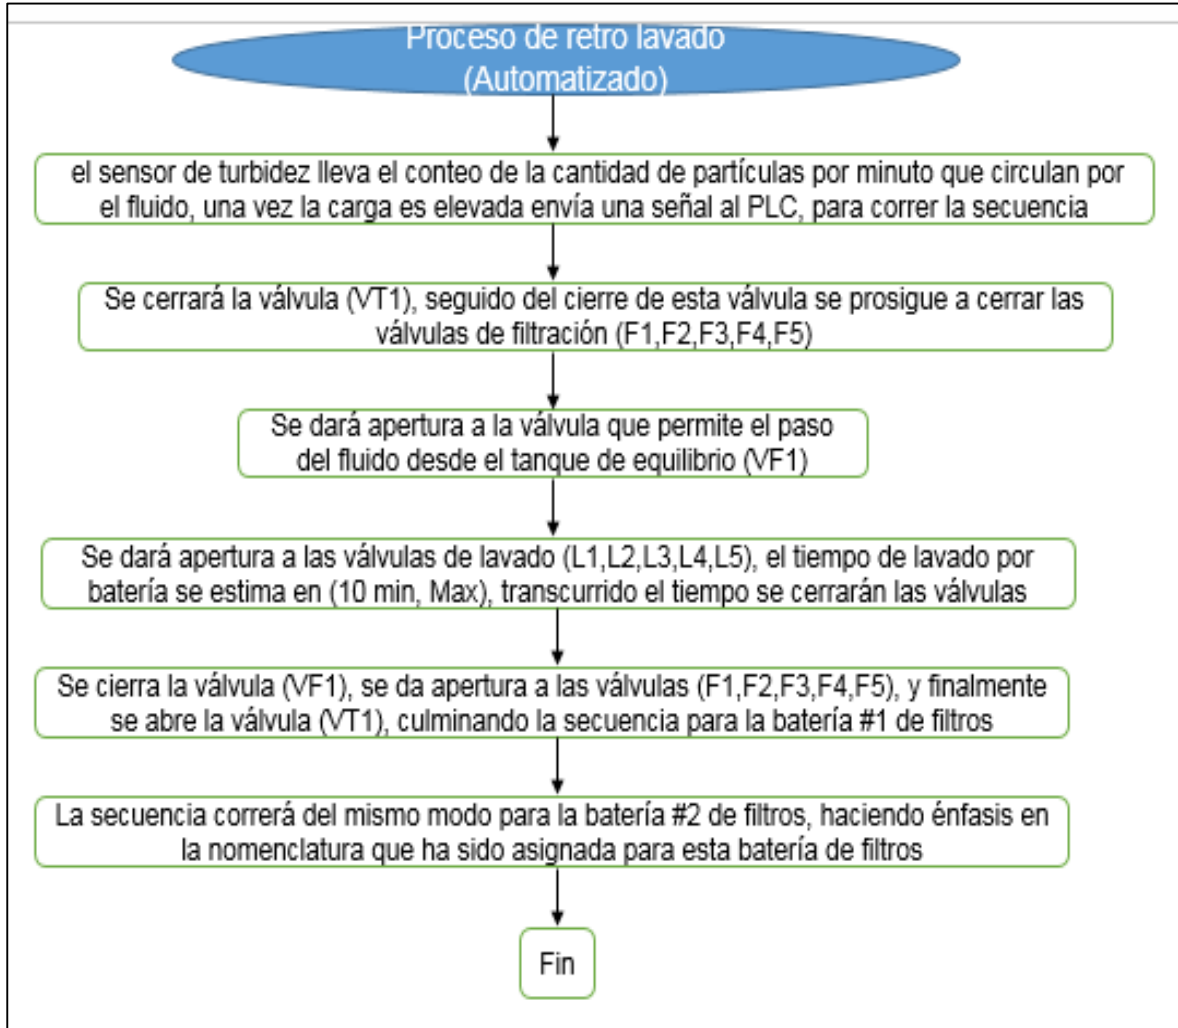 Proceso de retro lavado
(Automatizado)
el sensor de turbidez lleva el conteo de la cantidad de partículas por minuto que circulan por
el fluido, una vez la carga es elevada envía una señal al PLC, para correr la secuencia
Se cerrará la válvula (VT1), seguido del cierre de esta válvula se prosigue a cerrar las
válvulas de filtración (F1,F2,F3,F4,F5)
Se dará apertura a la válvula que permite el paso
del fluido desde el tanque de equilibrio (VF1)
Se dará apertura a las válvulas de lavado (L1,L2,L3,L4,L5), el tiempo de lavado por
batería se estima en (10 min, Max), transcurrido el tiempo se cerrarán las válvulas
Se cierra la válvula (VF1), se da apertura a las válvulas (F1,F2,F3,F4,F5), y finalmente
se abre la válvula (VT1), culminando la secuencia para la batería #1 de filtros
La secuencia correrá del mismo modo para la batería #2 de filtros, haciendo énfasis en
la nomenclatura que ha sido asignada para esta batería de filtros
Fin